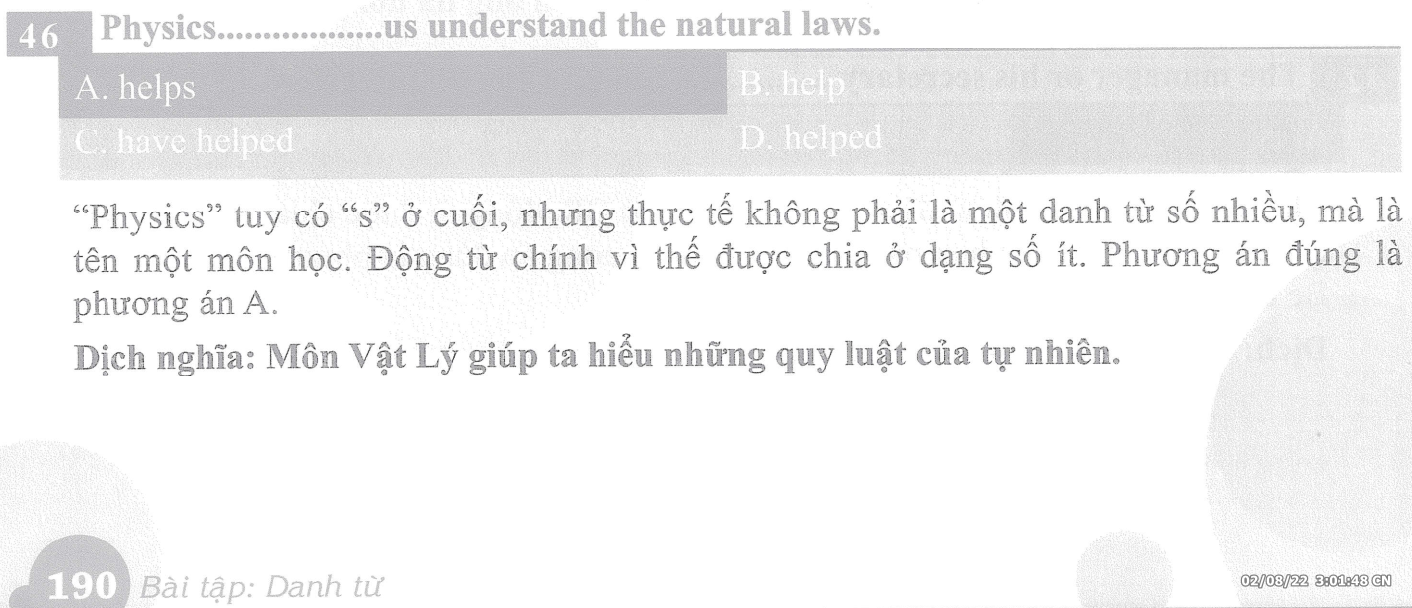 46 Physics..................us understand the natural laws.
A. helps B. help
C. have helped D. helped
“Physics” tuy có “s” ở cuối, nhưng thực tế không phải là một danh từ số nhiều, mà là
tên một môn học. Động từ chính vì thế được chia ở dạng số ít. Phương án đúng là
phương án A.
Dịch nghĩa: Môn Vật Lý giúp ta hiểu những quy luật của tự nhiên.
190 Bài tập: Danh từ
02/08/22 3:01:48 CN